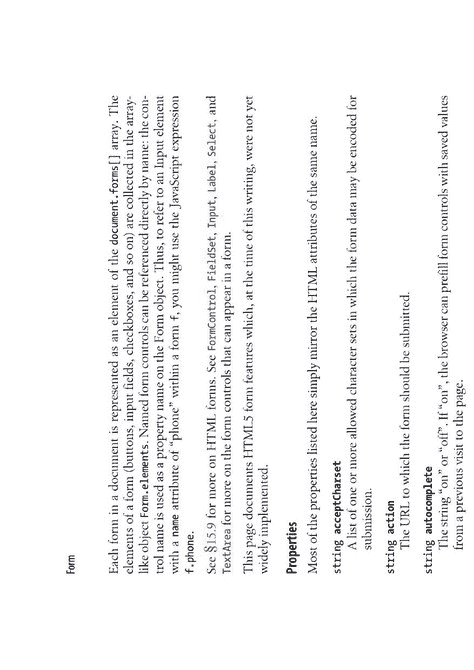 Form
Each form in a document is represented as an element of the document.forms[] array. The
elements of a form (buttons, input fields, checkboxes, and so on) are collected in the array-
like object Form.elements. Named form controls can be referenced directly by name: the con-
trol name is used as a property name on the Form object. Thus, to refer to an Input element
with a name attribute of “phone” within a form f, you might use the JavaScript expression
f.phone.
See §15.9 for more on HTML forms. See FormControl, FieldSet, Input, Label, Select, and
TextArea for more on the form controls that can appear in a form.
This page documents HTML5 form features which, at the time of this writing, were not yet
widely implemented.
Properties
Most of the properties listed here simply mirror the HTML attributes of the same name.
string acceptCharset
A list of one or more allowed character sets in which the form data may be encoded for
submission.
string action
The URL to which the form should be submitted.
string autocomplete
The string “on” or “off”. If “on”, the browser can prefill form controls with saved values
from a previous visit to the page.